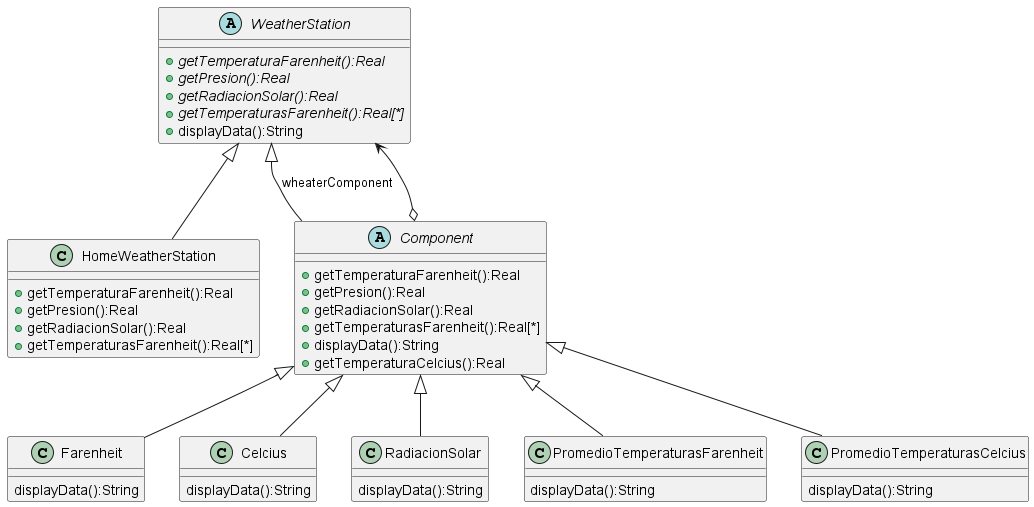 A WeatherStation
getTemperaturaFarenheit():Real
getPresion():Real
getRadiacionSolar():Real
getTemperaturasFarenheit():Real[*]
displayData():String
wheaterComponent
C HomeWeatherStation
getTemperaturaFarenheit():Real
getPresion():Real
getRadiacionSolar():Real
getTemperaturasFarenheit():Real[*]
A Component
getTemperaturaFarenheit():Real
getPresion():Real
getRadiacionSolar():Real
getTemperaturasFarenheit():Real[*]
displayData():String
getTemperaturaCelcius():Real
C Farenheit
displayData():String
C Celcius
displayData():String
C RadiacionSolar
displayData():String
C PromedioTemperaturasFarenheit
displayData():String
C PromedioTemperaturasCelcius
displayData():String